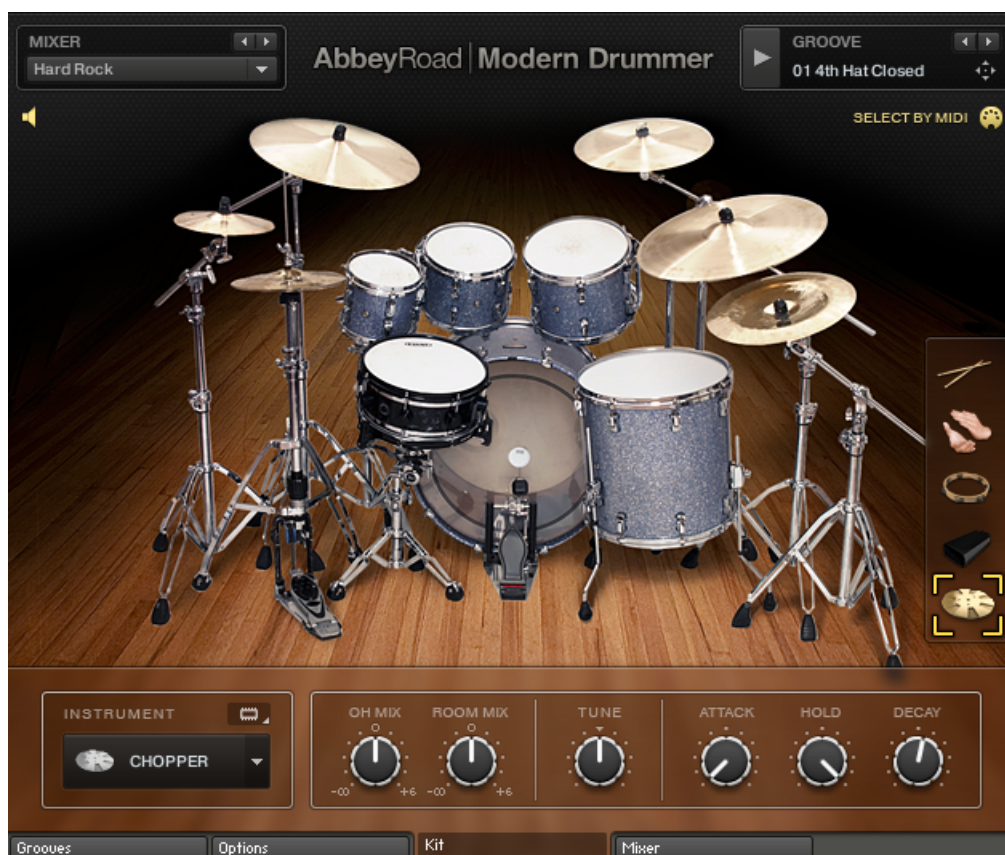 MIXER
Hard Rock
AbbeyRoad | Modern Drummer
GROOVE
01 4th Hat Closed
SELECT BY MIDI
INSTRUMENT
CHOPPER
OH MIX
-∞ +6
ROOM MIX
-∞ +6
TUNE
ATTACK
HOLD
DECAY
Grooves
Options
Kit
Mixer